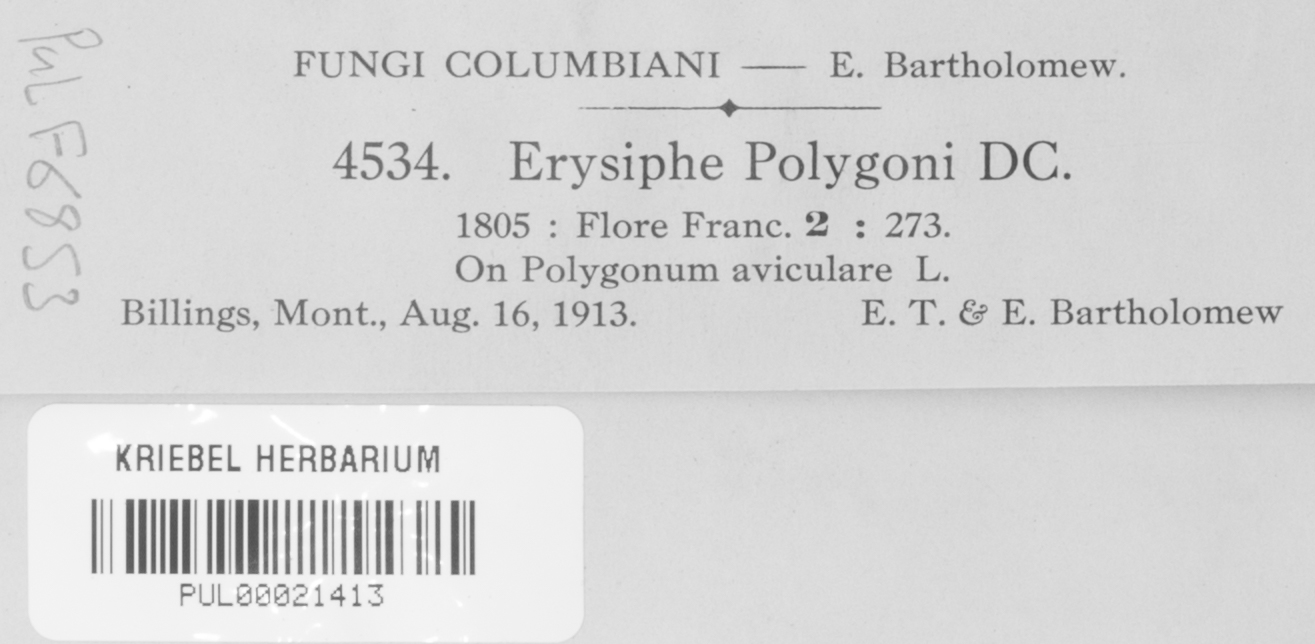 FUNGI COLUMBIANI — E. Bartholomew.
4534. Erysiphe Polygoni DC.
1805 : Flore Franc. 2 : 273.
On Polygonum aviculare L.
Billings, Mont., Aug. 16, 1913. E. T. & E. Bartholomew
Pul F6853
KRIEBEL HERBARIUM
PUL00021413